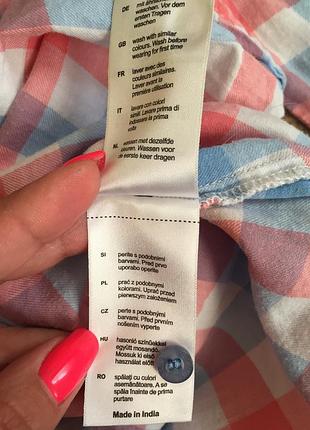 DE mit ähnlichen
waschen. Vor dem
ersten Tragen
waschen
GB wash with similar
colours. Wash before
wearing for first time
FR laver avec des
couleurs similaires.
Laver avant la
première utilisation
IT lavare con colori
simili. Lavare prima di
indossare la prima
volta
NL wassen met dezelfde
kleuren. Wassen voor
de eerste keer dragen
SI perite s podobnimi
barvami. Pred prvo
uporabo operite
PL prać z podobnymi
kolorami. Uprać przed
pierwszym założeniem
CZ perte s podobnými
barvami. Před prvním
nošením vyperte
HU hasonló színűekkel
együtt mosandó
Mossuk ki első
használat előtt
RO spălați cu culori
asemănătoare. A se
spăla înainte de prima
purtare
Made in India